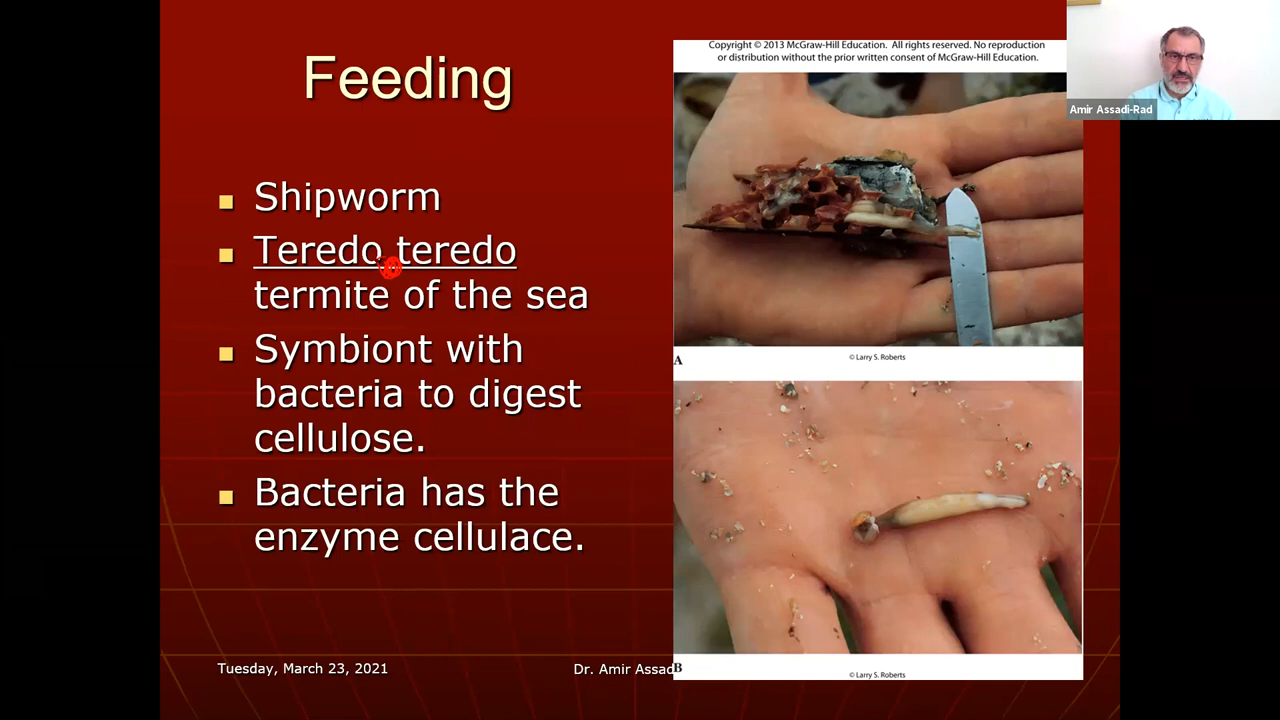 Feeding
Shipworm
Teredo teredo
termite of the sea
Symbiont with
bacteria to digest
cellulose.
Bacteria has the
enzyme cellulace.
Tuesday, March 23, 2021
Dr. Amir Assad
Copyright © 2013 McGraw-Hill Education. All rights reserved. No reproduction
or distribution without the prior written consent of McGraw-Hill Education.
A
© Larry S. Roberts
B
© Larry S. Roberts
Amir Assadi-Rad